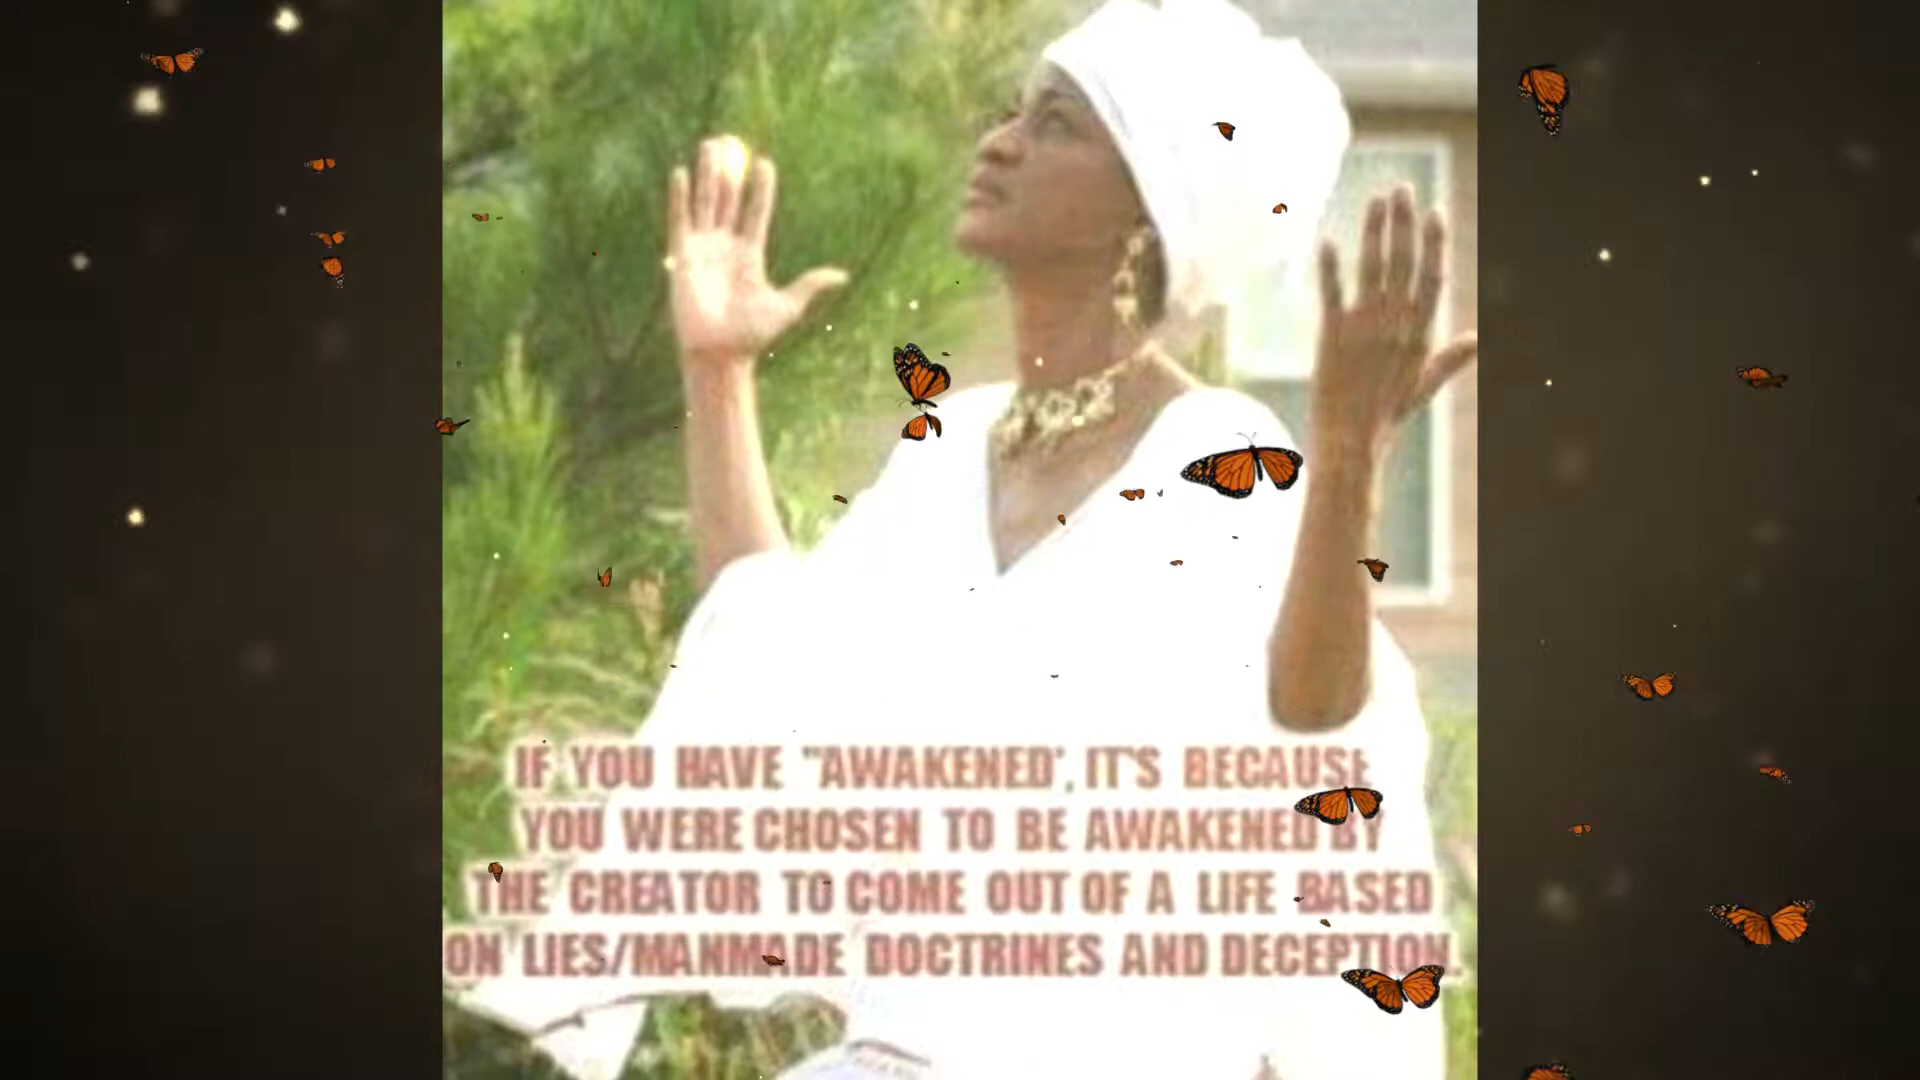 IF YOU HAVE "AWAKENED", IT'S BECAUSE
YOU WERE CHOSEN TO BE AWAKENED BY
THE CREATOR TO COME OUT OF A LIFE BASED
ON LIES/MANMADE DOCTRINES AND DECEPTION.